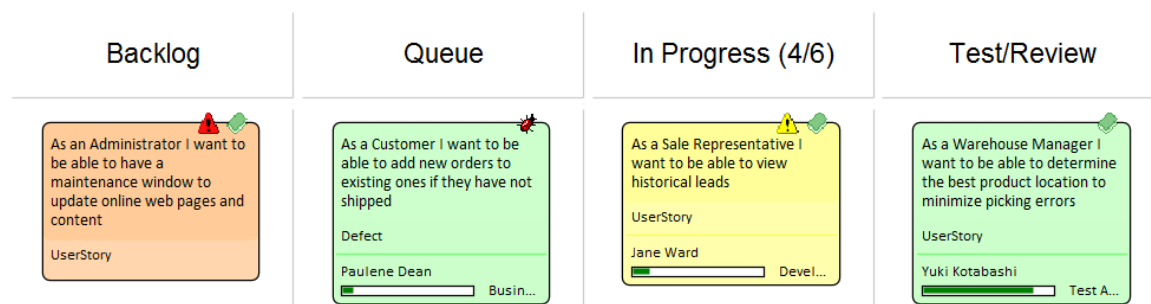 Backlog
Queue
In Progress (4/6)
Test/Review
As an Administrator I want to
be able to have a
maintenance window to
update online web pages and
content
UserStory
As a Customer I want to be
able to add new orders to
existing ones if they have not
shipped
Defect
Paulene Dean
Busin...
As a Sale Representative I
want to be able to view
historical leads
UserStory
Jane Ward
Devel...
As a Warehouse Manager I
want to be able to determine
the best product location to
minimize picking errors
UserStory
Yuki Kotabashi
Test A...